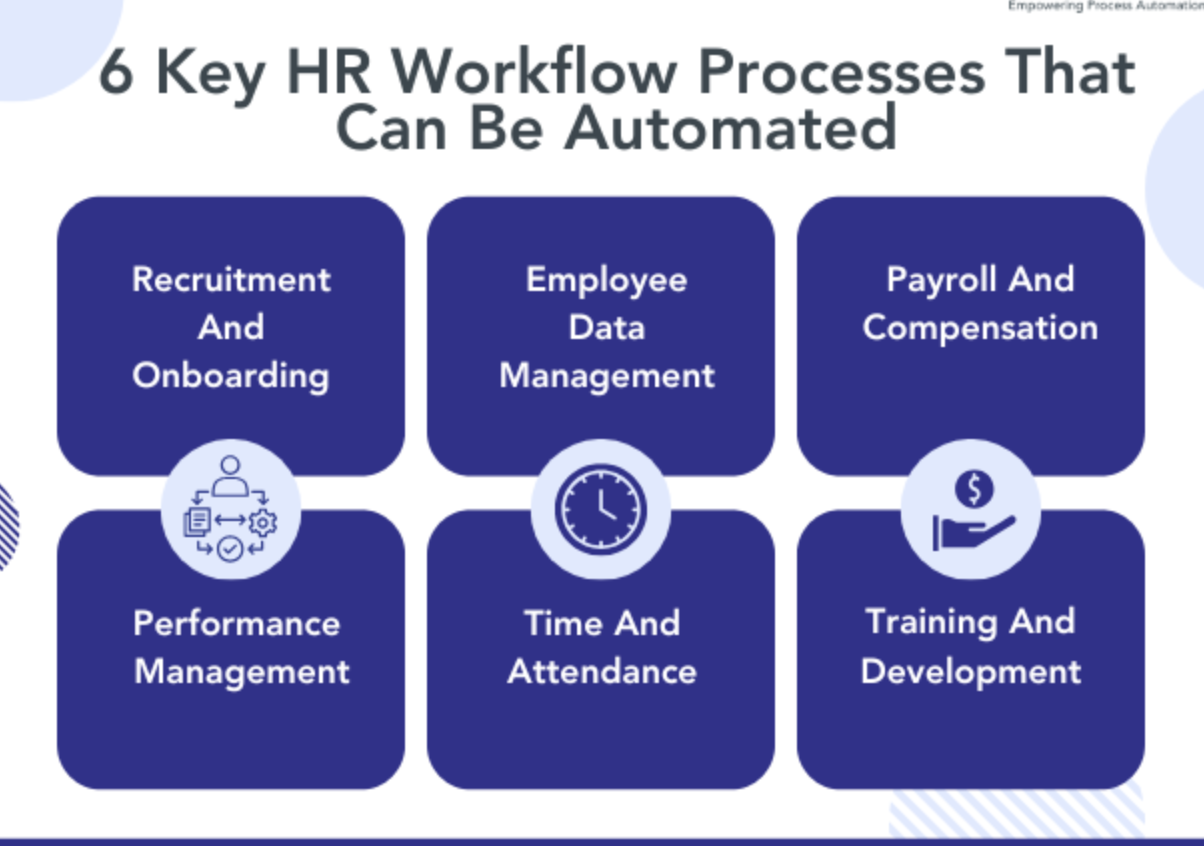 Empowering Process Automation
6 Key HR Workflow Processes That
Can Be Automated
Recruitment
And
Onboarding
Employee
Data
Management
Payroll And
Compensation
Performance
Management
Time And
Attendance
Training And
Development